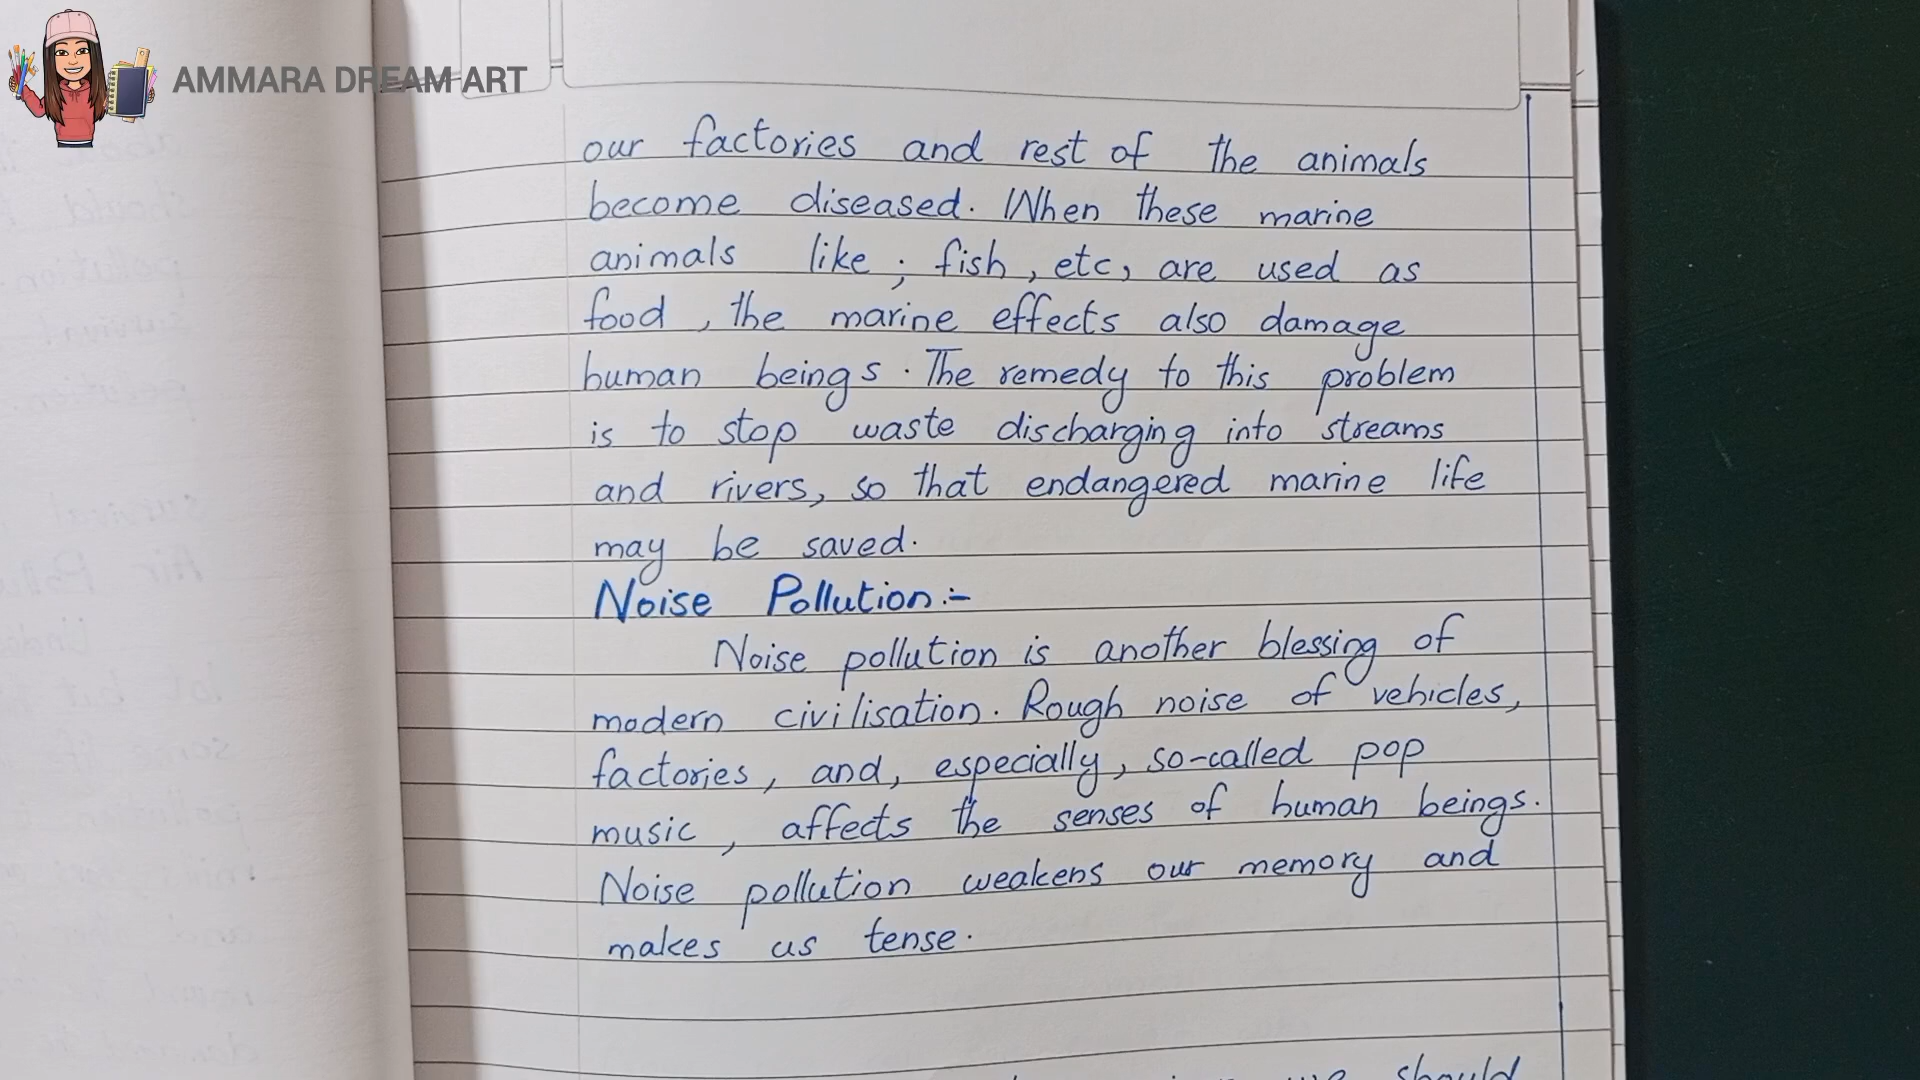 AMMARA DREAM ART
our factories and rest of the animals
become diseased. When these marine
animals like ; fish, etc, are used as
food, the marine effects also damage
human beings. The remedy to this problem
is to stop waste discharging into streams
and rivers, so that endangered marine life
may be saved.
Noise Pollution:-
Noise pollution is another blessing of
modern civilisation. Rough noise of vehicles,
factories, and, especially, so-called pop
music, affects the senses of human beings.
Noise pollution weakens our memory and
makes us tense.
should